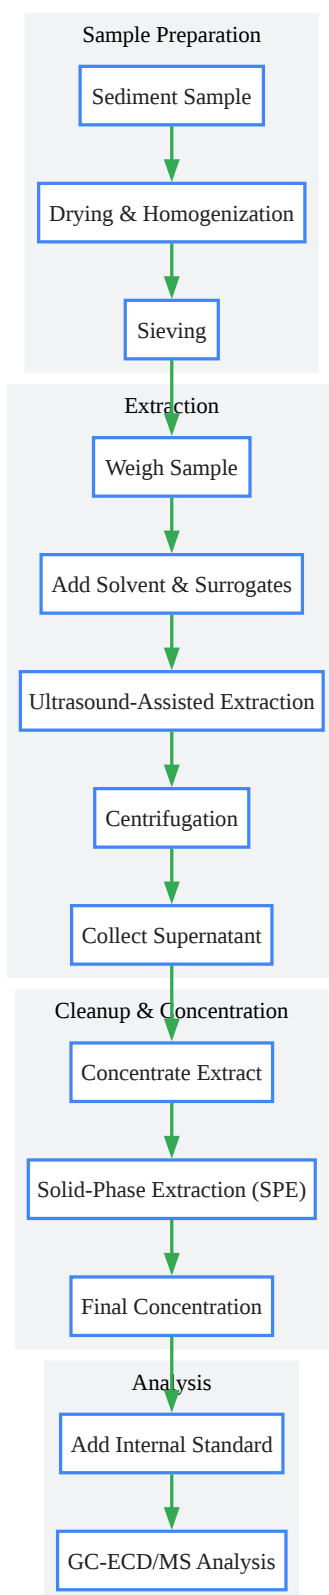 Sample Preparation
Sediment Sample
Drying & Homogenization
Sieving
Extraction
Weigh Sample
Add Solvent & Surrogates
Ultrasound-Assisted Extraction
Centrifugation
Collect Supernatant
Cleanup & Concentration
Concentrate Extract
Solid-Phase Extraction (SPE)
Final Concentration
Analysis
Add Internal Standard
GC-ECD/MS Analysis